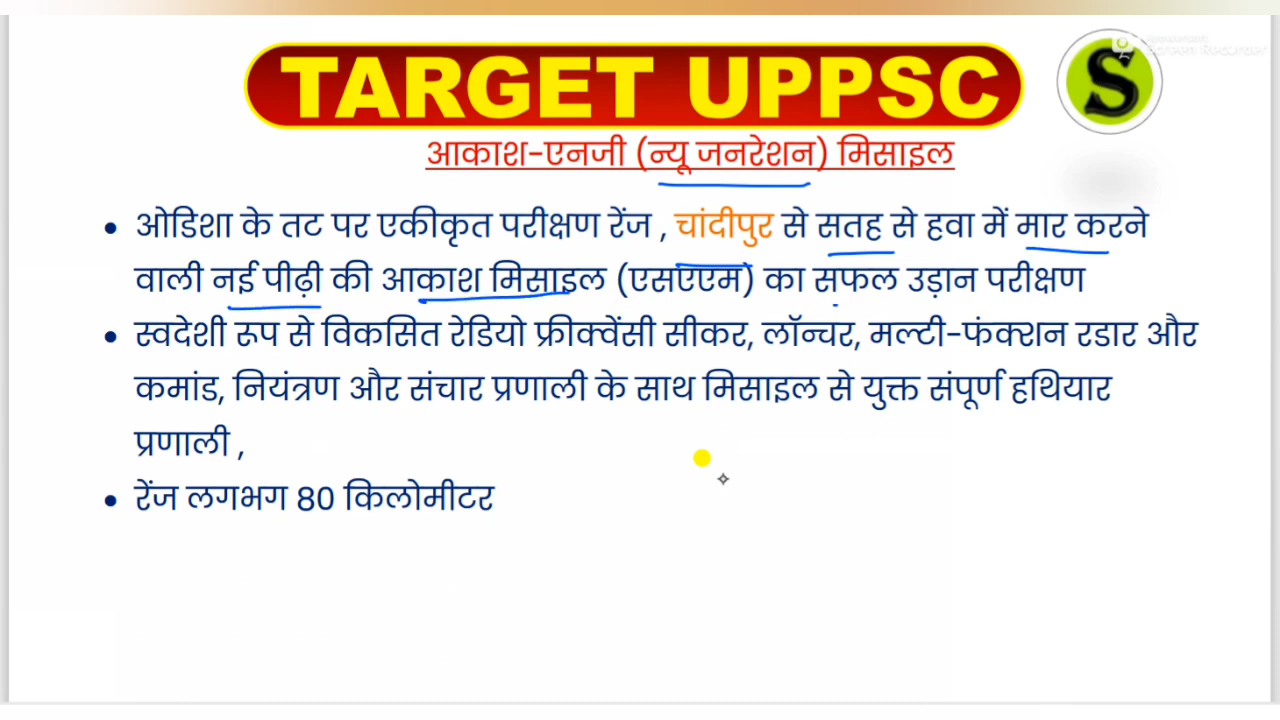 TARGET UPPSC
S
Screen Recorder
आकाश-एनजी (न्यू जनरेशन) मिसाइल
• ओडिशा के तट पर एकीकृत परीक्षण रेंज , चांदीपुर से सतह से हवा में मार करने
वाली नई पीढ़ी की आकाश मिसाइल (एसएएम) का सफल उड़ान परीक्षण
• स्वदेशी रूप से विकसित रेडियो फ्रीक्वेंसी सीकर, लॉन्चर, मल्टी-फंक्शन रडार और
कमांड, नियंत्रण और संचार प्रणाली के साथ मिसाइल से युक्त संपूर्ण हथियार
प्रणाली ,
• रेंज लगभग 80 किलोमीटर